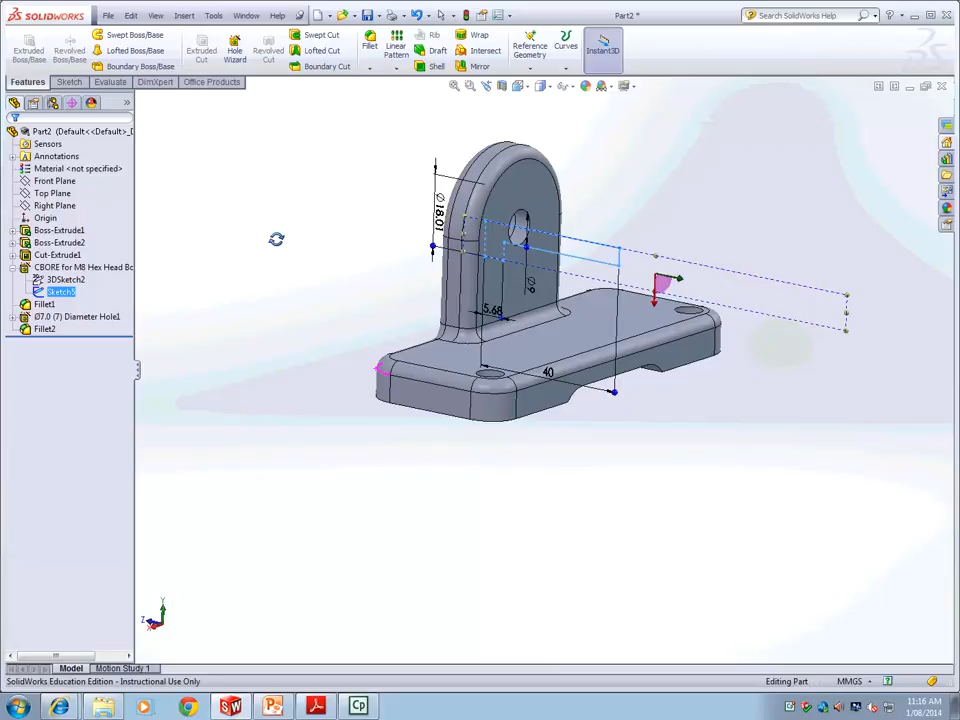 SOLIDWORKS File Edit View Insert Tools Window Help Part2 * Search SolidWorks Help
Extruded Boss/Base Revolved Boss/Base Swept Boss/Base Lofted Boss/Base Boundary Boss/Base Extruded Cut Hole Wizard Revolved Cut Swept Cut Lofted Cut Boundary Cut Fillet Linear Pattern Rib Draft Shell Wrap Intersect Mirror Reference Geometry Curves Instant3D
Features Sketch Evaluate DimXpert Office Products
Part2 (Default<<Default>_D
Sensors
Annotations
Material <not specified>
Front Plane
Top Plane
Right Plane
Origin
Boss-Extrude1
Boss-Extrude2
Cut-Extrude1
CBORE for M8 Hex Head Bo
3DSketch2
Sketch5
Fillet1
Ø7.0 (7) Diameter Hole1
Fillet2
Ø18.01
Ø9
5.68
40
Y
Z
X
Model Motion Study 1
SolidWorks Education Edition - Instructional Use Only Editing Part MMGS
11:16 AM
1/08/2014